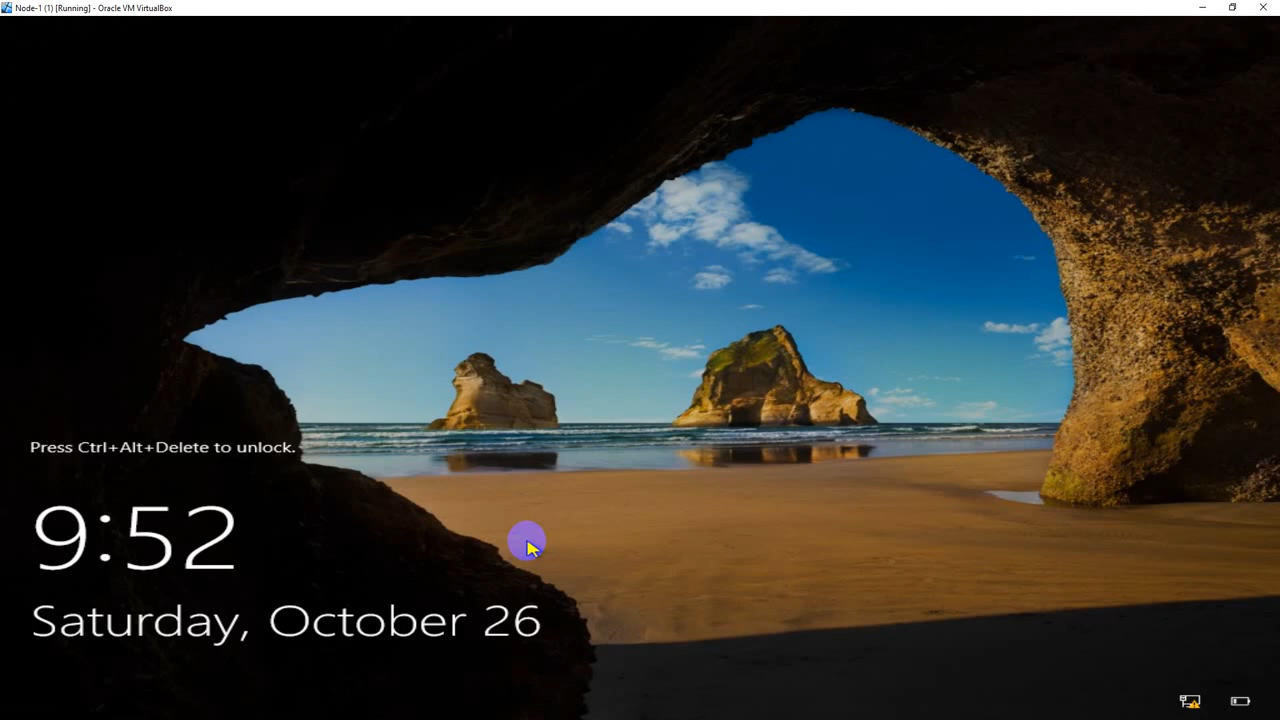 Node-1 (1) [Running] - Oracle VM VirtualBox
Press Ctrl+Alt+Delete to unlock.
9:52
Saturday, October 26